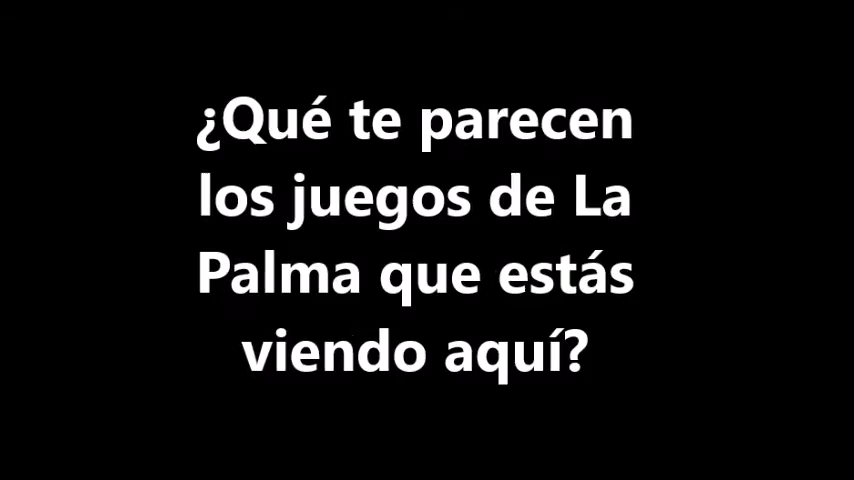 ¿Qué te parecen
los juegos de La
Palma que estás
viendo aquí?